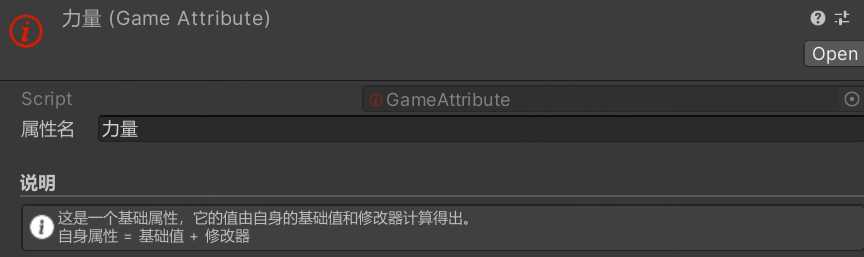 力量 (Game Attribute)
Open
Script
GameAttribute
属性名
力量
说明
这是一个基础属性，它的值由自身的基础值和修改器计算得出。
自身属性 = 基础值 + 修改器